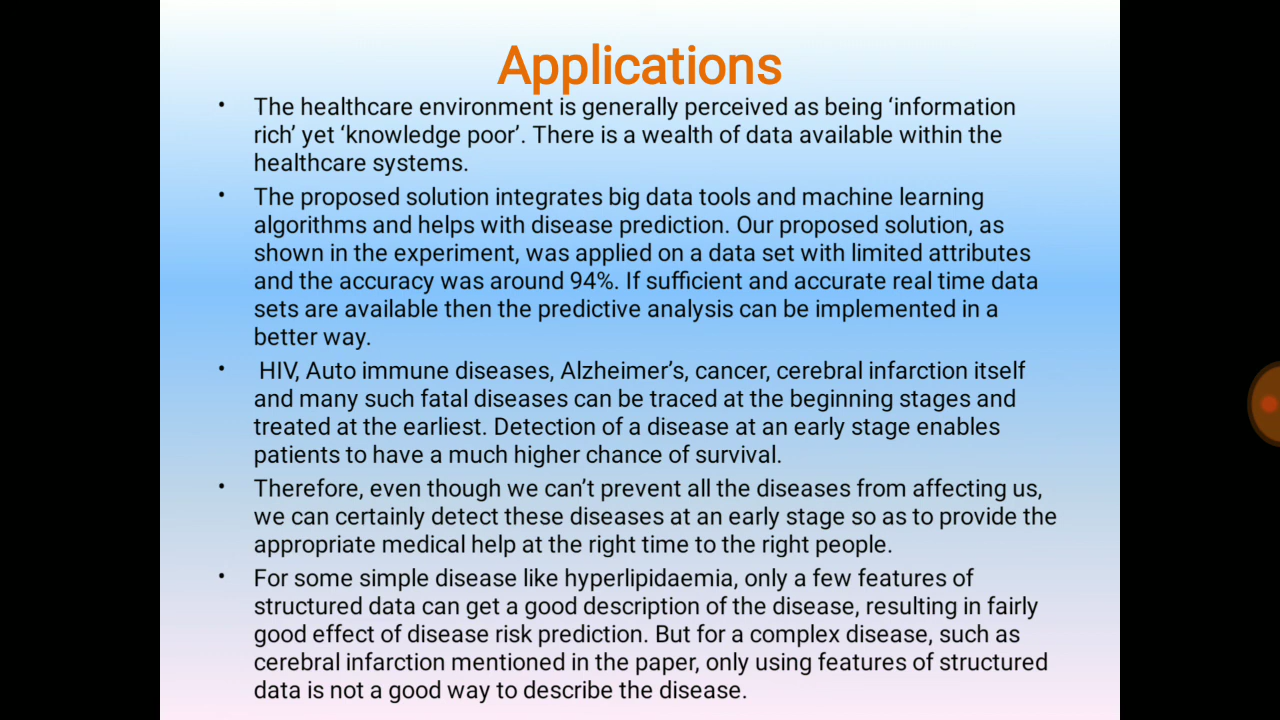 Applications
• The healthcare environment is generally perceived as being ‘information
rich’ yet ‘knowledge poor’. There is a wealth of data available within the
healthcare systems.
• The proposed solution integrates big data tools and machine learning
algorithms and helps with disease prediction. Our proposed solution, as
shown in the experiment, was applied on a data set with limited attributes
and the accuracy was around 94%. If sufficient and accurate real time data
sets are available then the predictive analysis can be implemented in a
better way.
• HIV, Auto immune diseases, Alzheimer’s, cancer, cerebral infarction itself
and many such fatal diseases can be traced at the beginning stages and
treated at the earliest. Detection of a disease at an early stage enables
patients to have a much higher chance of survival.
• Therefore, even though we can’t prevent all the diseases from affecting us,
we can certainly detect these diseases at an early stage so as to provide the
appropriate medical help at the right time to the right people.
• For some simple disease like hyperlipidaemia, only a few features of
structured data can get a good description of the disease, resulting in fairly
good effect of disease risk prediction. But for a complex disease, such as
cerebral infarction mentioned in the paper, only using features of structured
data is not a good way to describe the disease.